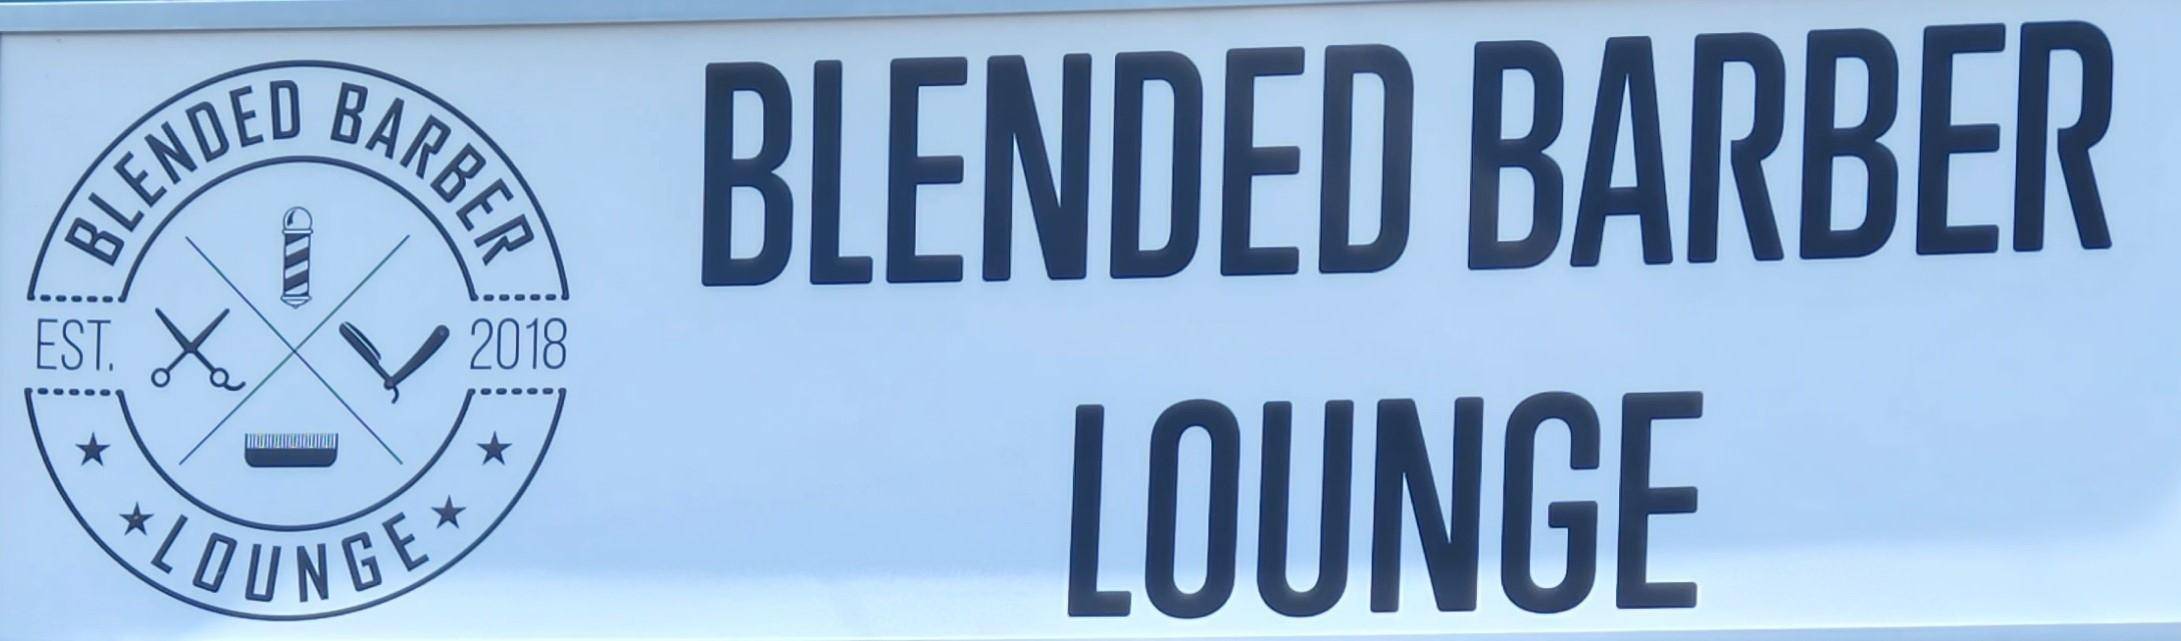 BLENDED BARBER
EST. 2018
LOUNGE
BLENDED BARBER
LOUNGE